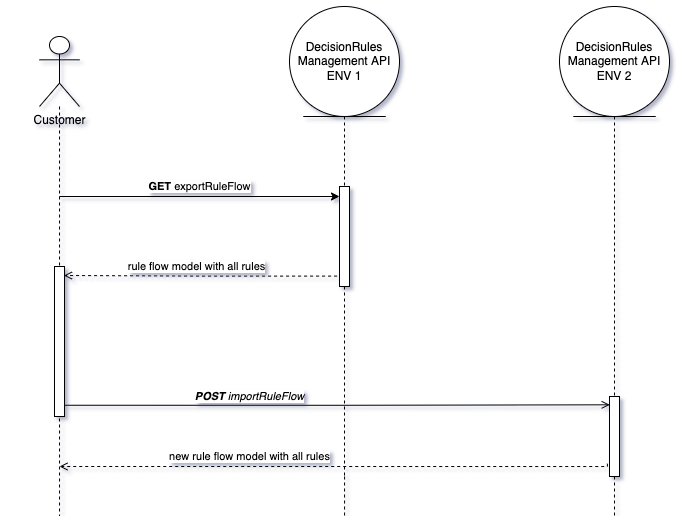 DecisionRules
Management API
ENV 1
DecisionRules
Management API
ENV 2
Customer
GET exportRuleFlow
rule flow model with all rules
POST importRuleFlow
new rule flow model with all rules